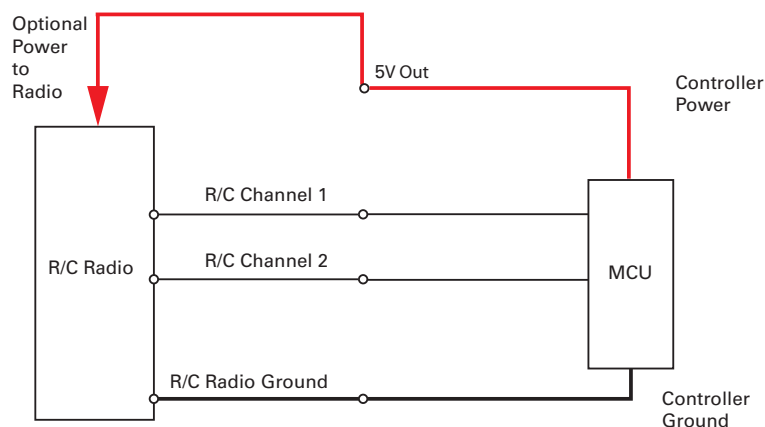 Optional
Power
to
Radio
5V Out
Controller
Power
R/C Channel 1
R/C Radio
R/C Channel 2
MCU
R/C Radio Ground
Controller
Ground